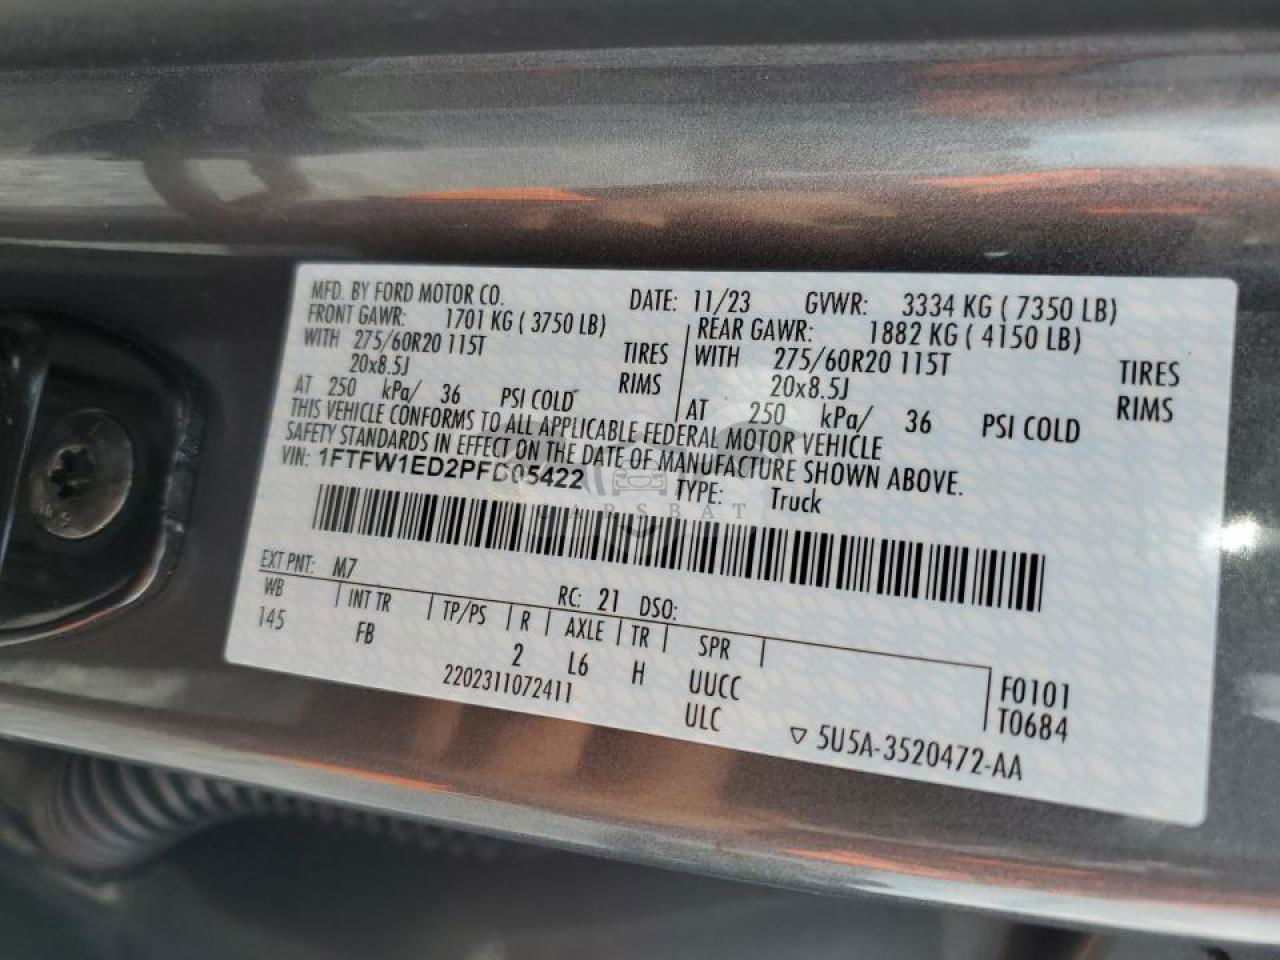 MFD. BY FORD MOTOR CO. DATE: 11/23 GVWR: 3334 KG ( 7350 LB)
FRONT GAWR: 1701 KG ( 3750 LB) REAR GAWR: 1882 KG ( 4150 LB)
WITH 275/60R20 115T TIRES WITH 275/60R20 115T TIRES
20x8.5J RIMS 20x8.5J RIMS
AT 250 kPa/ 36 PSI COLD AT 250 kPa/ 36 PSI COLD
THIS VEHICLE CONFORMS TO ALL APPLICABLE FEDERAL MOTOR VEHICLE
SAFETY STANDARDS IN EFFECT ON THE DATE OF MANUFACTURE SHOWN ABOVE.
VIN: 1FTFW1ED2PFD05422 TYPE: Truck
CARSBAT
EXT PNT: M7 RC: 21 DSO:
WB INT TR TP/PS R AXLE TR SPR
145 FB 2 L6 H UUCC F0101
2202311072411 ULC T0684
5U5A-3520472-AA